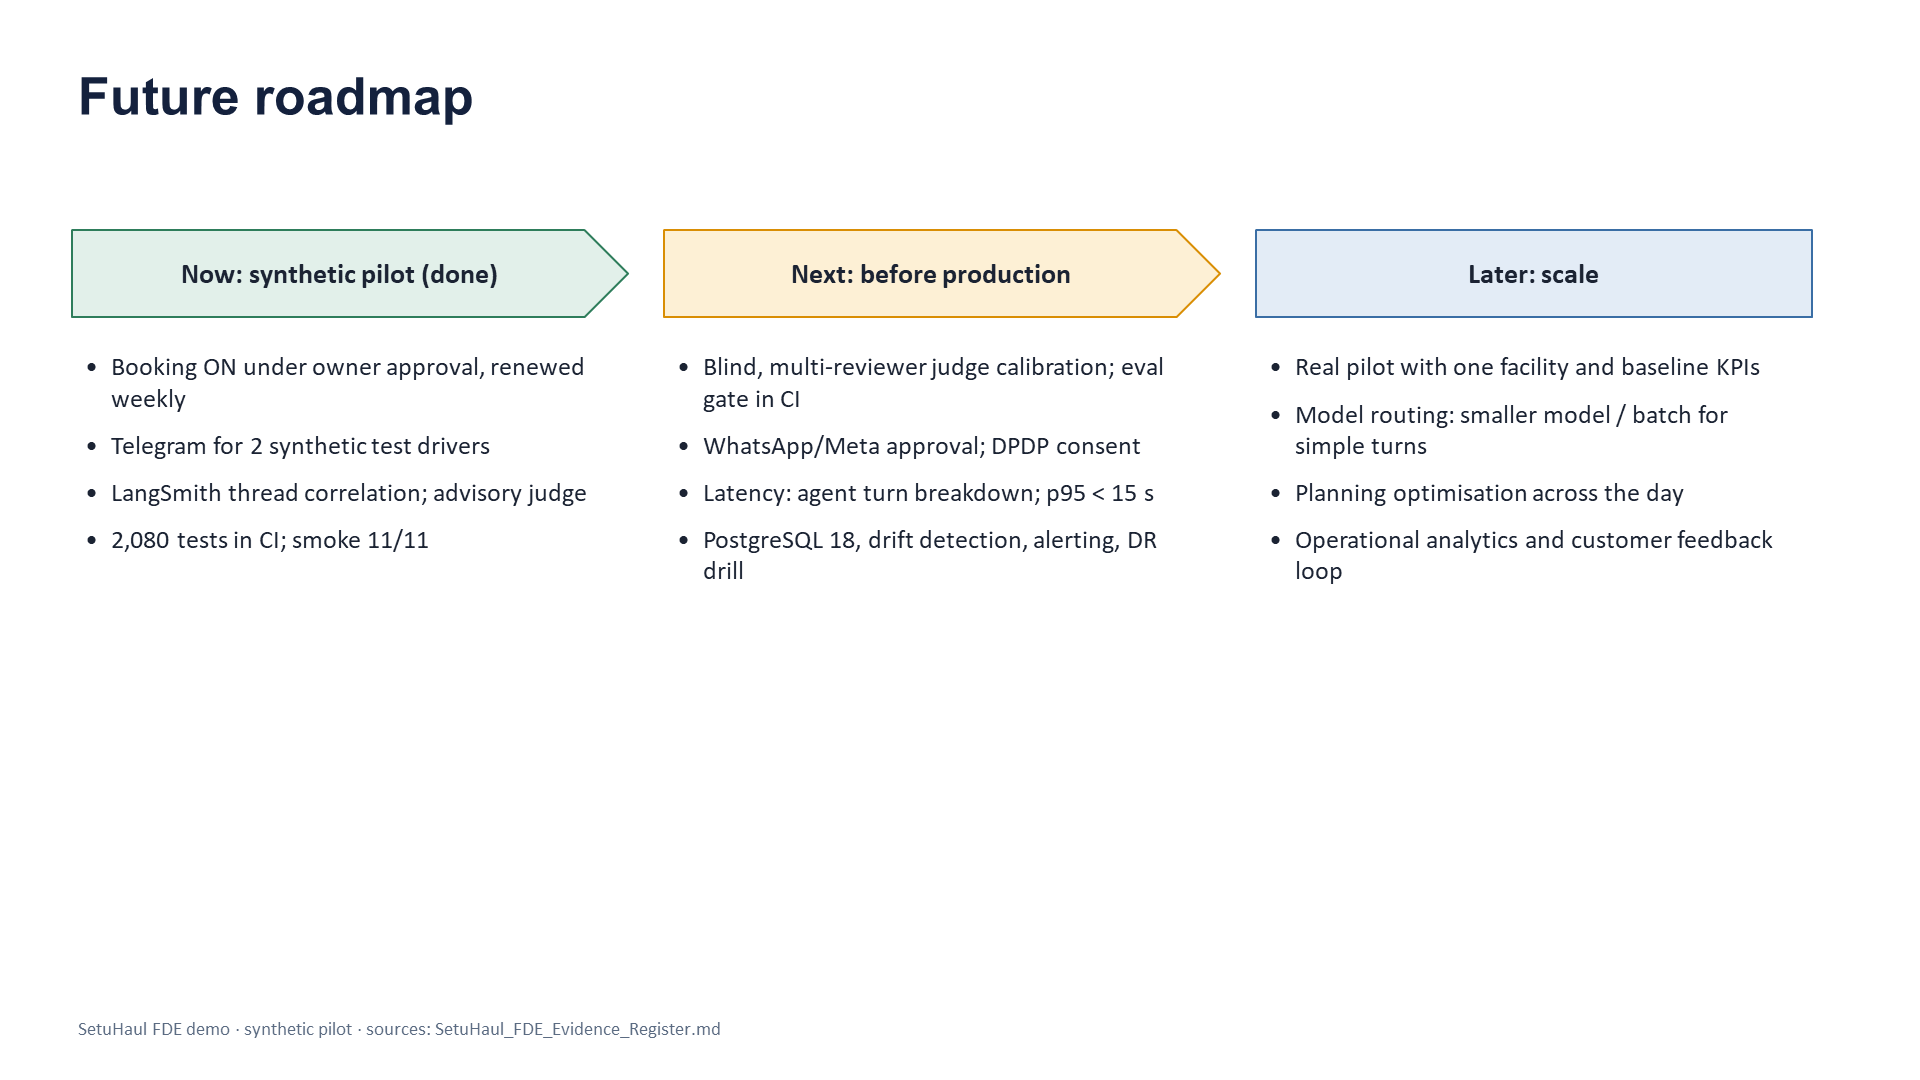 Future roadmap
Now: synthetic pilot (done)
• Booking ON under owner approval, renewed
weekly
• Telegram for 2 synthetic test drivers
• LangSmith thread correlation; advisory judge
• 2,080 tests in CI; smoke 11/11
Next: before production
• Blind, multi-reviewer judge calibration; eval
gate in CI
• WhatsApp/Meta approval; DPDP consent
• Latency: agent turn breakdown; p95 < 15 s
• PostgreSQL 18, drift detection, alerting, DR
drill
Later: scale
• Real pilot with one facility and baseline KPIs
• Model routing: smaller model / batch for
simple turns
• Planning optimisation across the day
• Operational analytics and customer feedback
loop
SetuHaul FDE demo · synthetic pilot · sources: SetuHaul_FDE_Evidence_Register.md